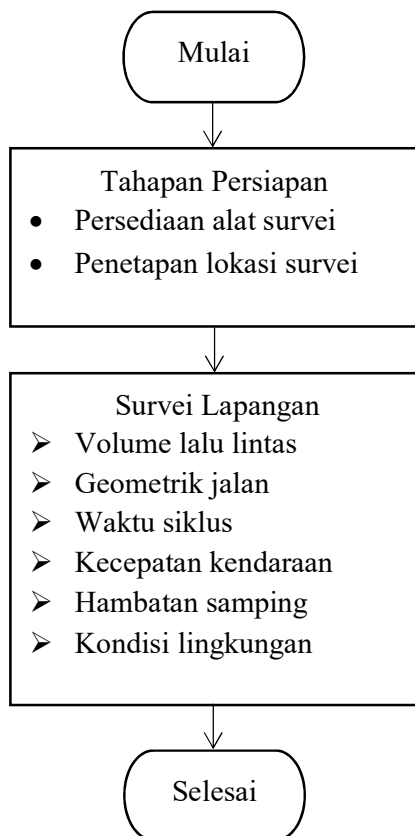 Mulai
Tahapan Persiapan
• Persediaan alat survei
• Penetapan lokasi survei
Survei Lapangan
➢ Volume lalu lintas
➢ Geometrik jalan
➢ Waktu siklus
➢ Kecepatan kendaraan
➢ Hambatan samping
➢ Kondisi lingkungan
Selesai